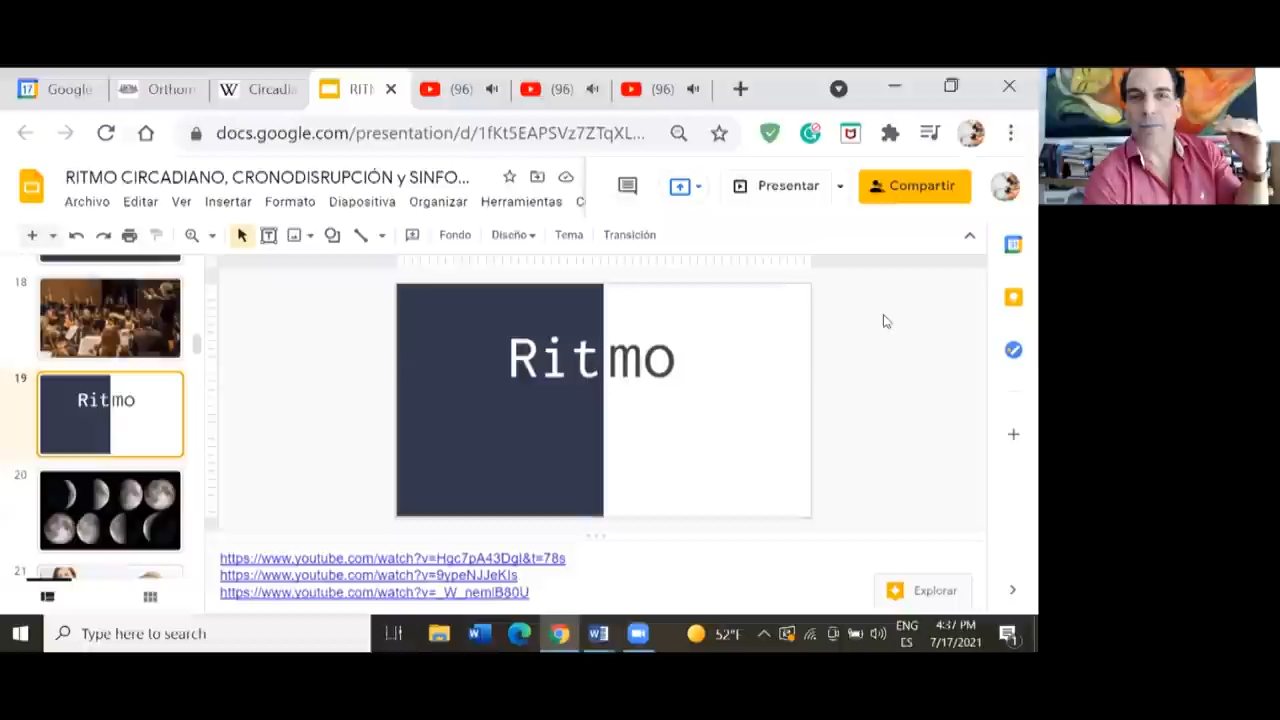 17 Google
Orthom
W Circadia
RITM
(96)
(96)
(96)
docs.google.com/presentation/d/1fKt5EAPSVz7ZTqXL...
RITMO CIRCADIANO, CRONODISRUPCIÓN y SINFO...
Archivo Editar Ver Insertar Formato Diapositiva Organizar Herramientas C
Presentar
Compartir
Fondo Diseño Tema Transición
18
19
Ritmo
20
21
Ritmo
https://www.youtube.com/watch?v=Hgc7pA43DgI&t=78s
https://www.youtube.com/watch?v=9ypeNJJeKIs
https://www.youtube.com/watch?v=_W_nemIB80U
Explorar
Type here to search
52°F
ENG
ES
4:37 PM
7/17/2021
1